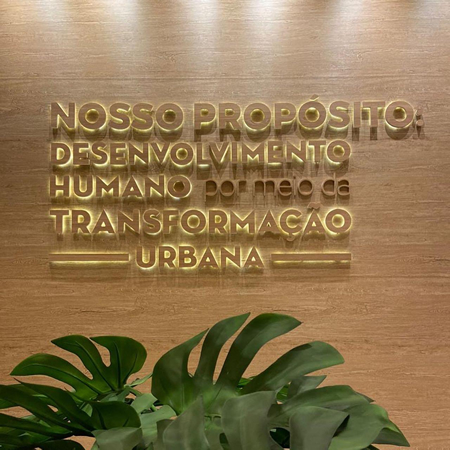 NOSSO PROPÓSITO:
DESENVOLVIMENTO
HUMANO por meio da
TRANSFORMAÇÃO
URBANA